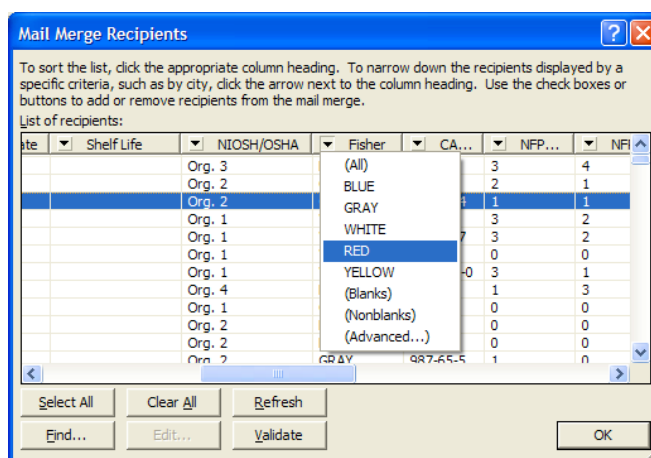 Mail Merge Recipients
To sort the list, click the appropriate column heading. To narrow down the recipients displayed by a
specific criteria, such as by city, click the arrow next to the column heading. Use the check boxes or
buttons to add or remove recipients from the mail merge.
List of recipients:
ate Shelf Life NIOSH/OSHA Fisher CA... NFP... NFI
Org. 3 3 4
Org. 2 2 1
Org. 2 4 1 1
Org. 1 3 2
Org. 1 7 3 2
Org. 1 0 0
Org. 1 -0 3 1
Org. 4 1 3
Org. 1 0 0
Org. 2 0 0
Org. 2 0 0
Org. 2 GRAY 987-65-5 1 0
(All)
BLUE
GRAY
WHITE
RED
YELLOW
(Blanks)
(Nonblanks)
(Advanced...)
Select All Clear All Refresh
Find... Edit... Validate OK